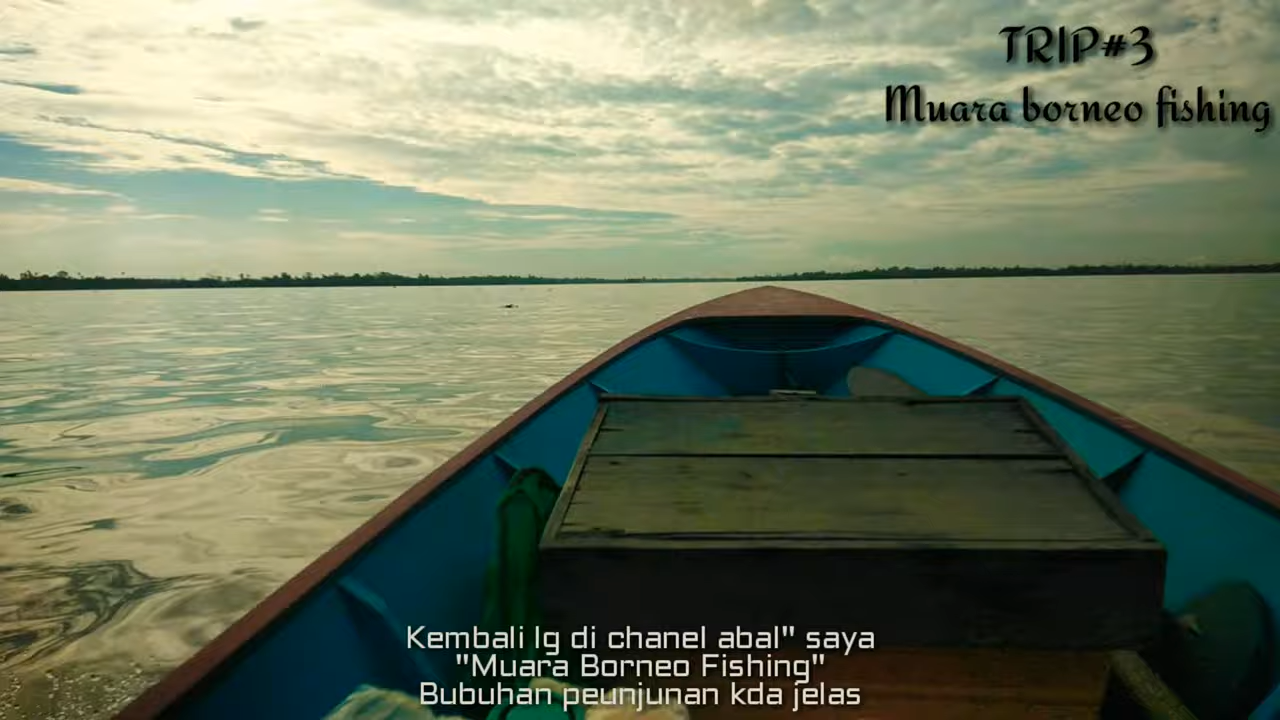 TRIP#3
Muara borneo fishing
Kembali lg di chanel abal" saya
"Muara Borneo Fishing"
Bubuhan peunjunan kda jelas